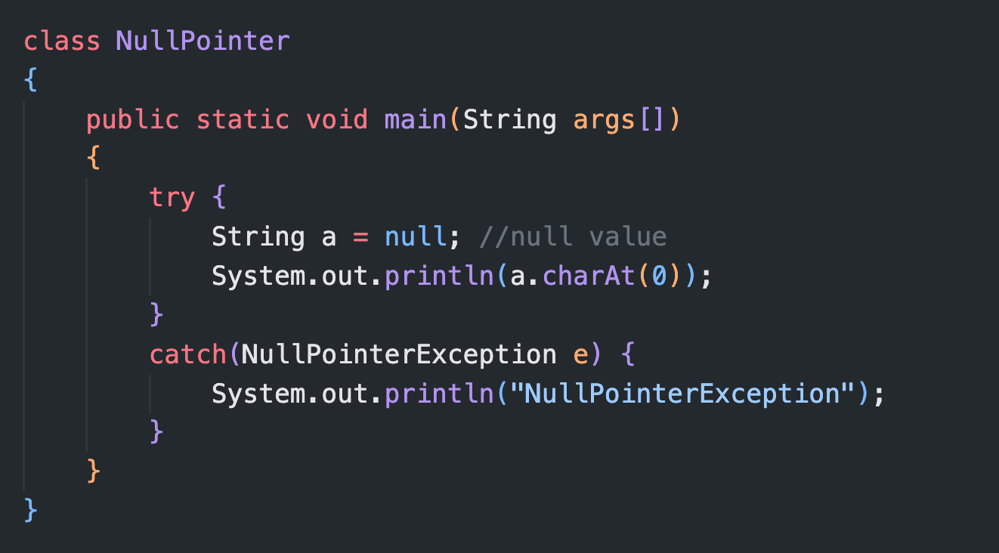 class NullPointer
{
    public static void main(String args[])
    {
        try {
            String a = null; //null value
            System.out.println(a.charAt(0));
        }
        catch(NullPointerException e) {
            System.out.println("NullPointerException");
        }
    }
}